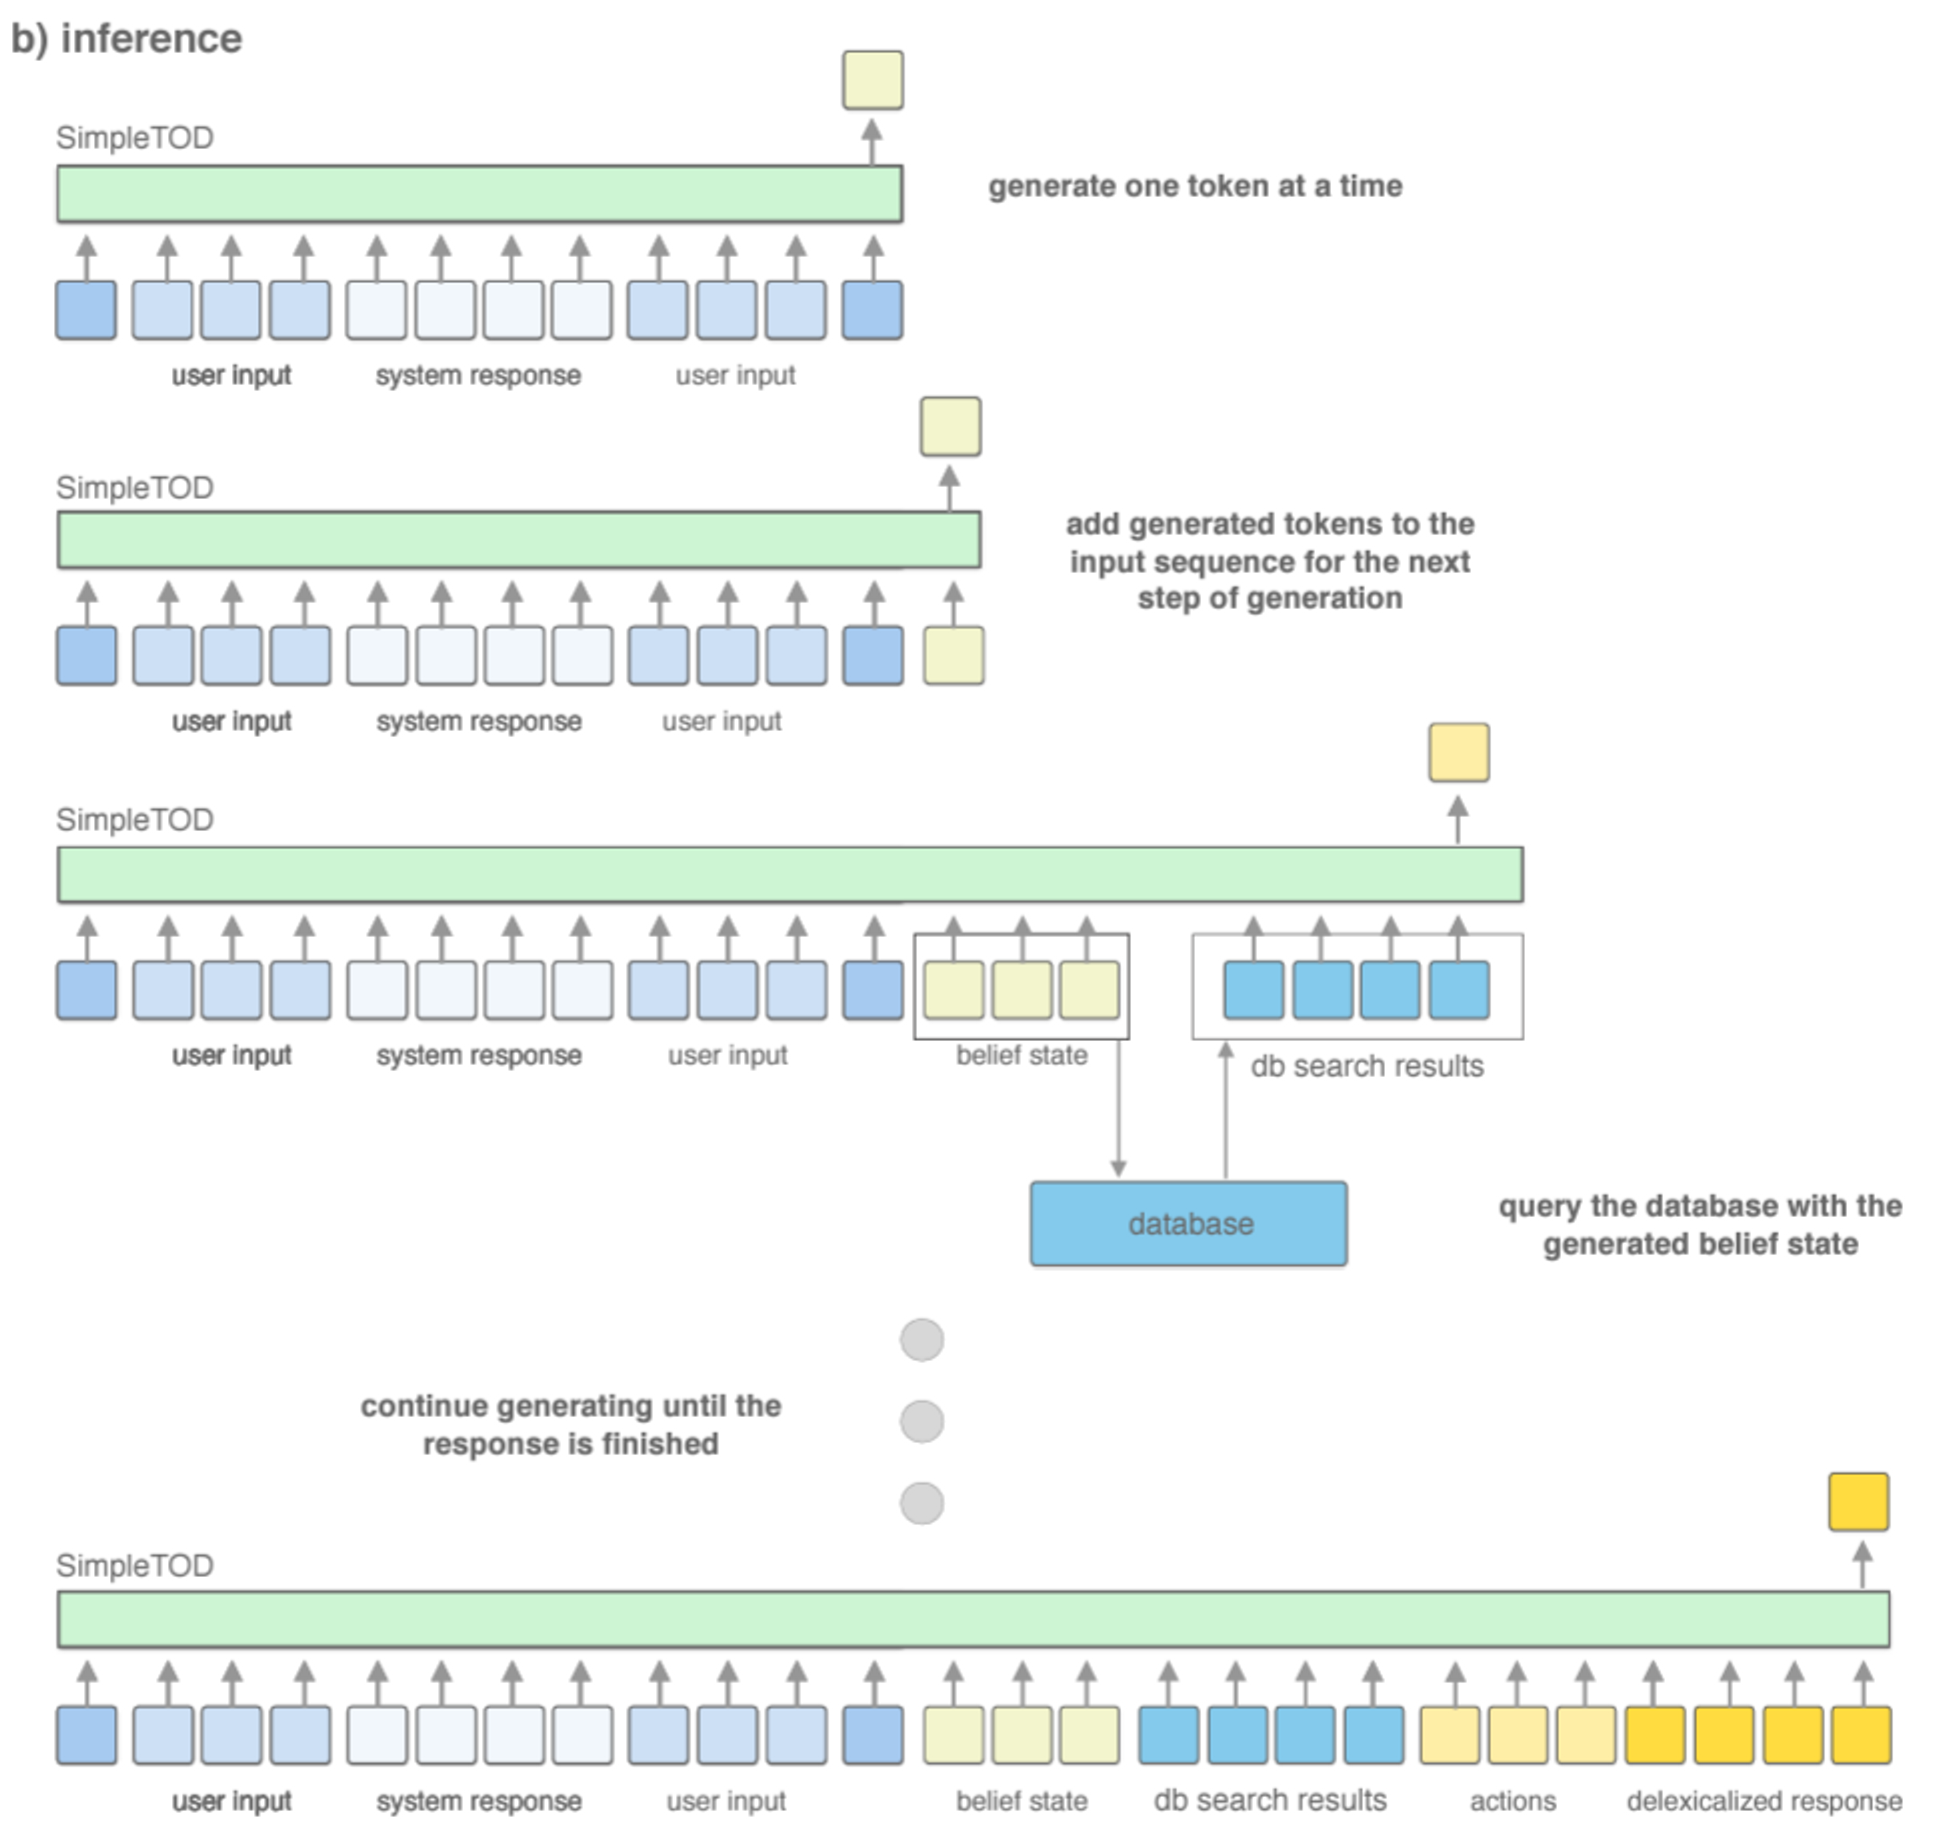 b) inference
SimpleTOD
generate one token at a time
user input
system response
user input
SimpleTOD
add generated tokens to the
input sequence for the next
step of generation
user input
system response
user input
SimpleTOD
user input
system response
user input
belief state
db search results
database
query the database with the
generated belief state
continue generating until the
response is finished
SimpleTOD
user input
system response
user input
belief state
db search results
actions
delexicalized response